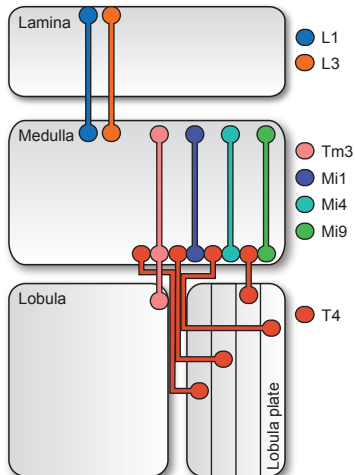 Lamina
L1
L3
Medulla
Tm3
Mi1
Mi4
Mi9
Lobula
T4
Lobula plate